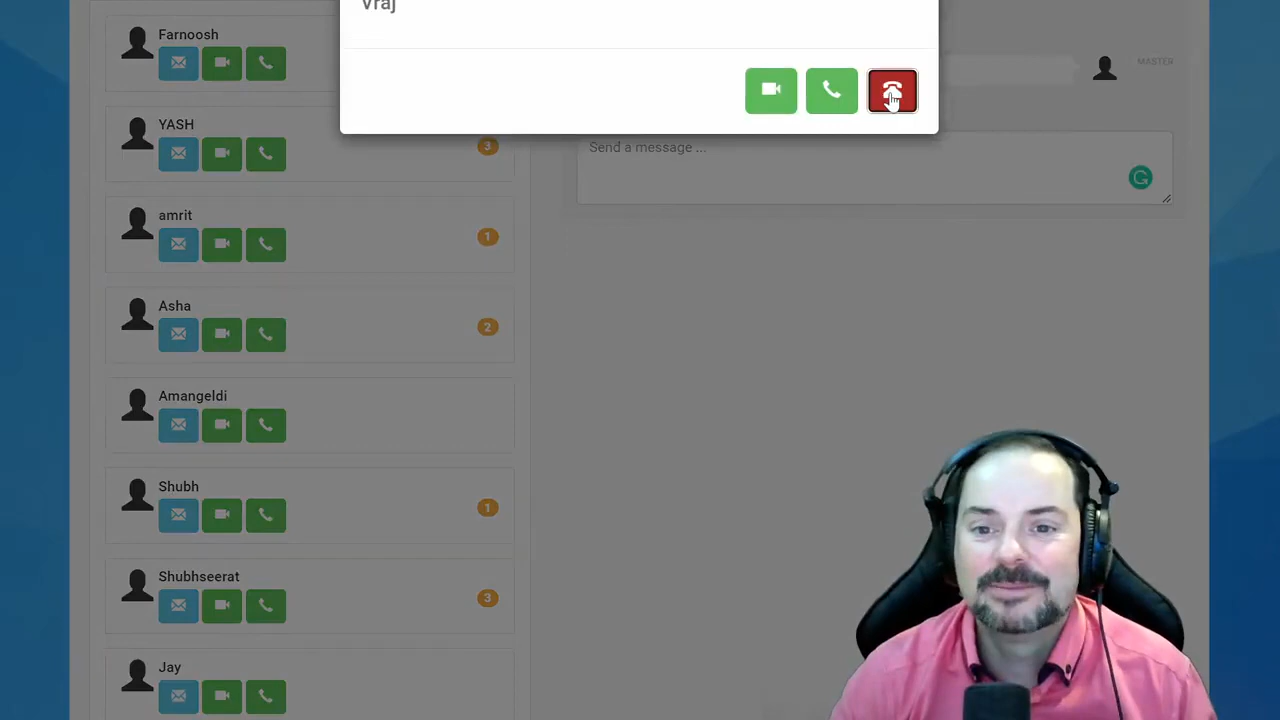 Vraj
Farnoosh
MASTER
YASH
3
Send a message ...
amrit
1
Asha
2
Amangeldi
Shubh
1
Shubhseerat
3
Jay